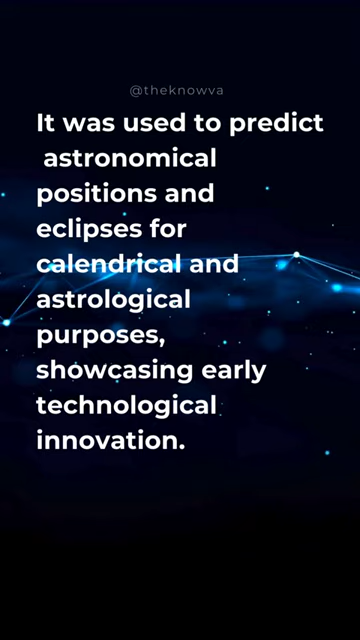 @theknowva
It was used to predict
astronomical
positions and
eclipses for
calendrical and
astrological
purposes,
showcasing early
technological
innovation.